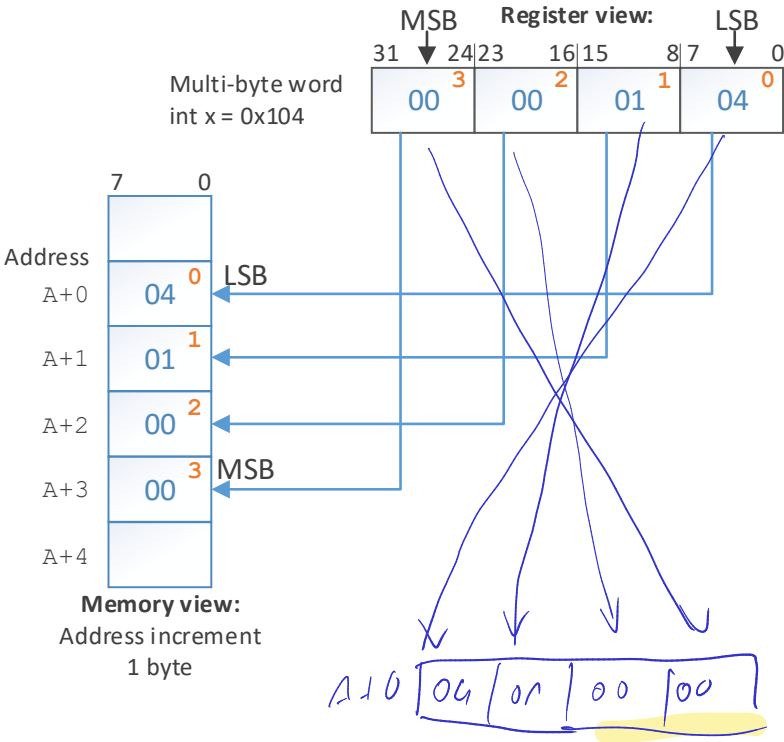 MSB Register view: LSB
31 24 23 16 15 8 7 0
Multi-byte word
int x = 0x104
00 3 00 2 01 1 04 0
7 0
Address
A+0 04 0 LSB
A+1 01 1
A+2 00 2
A+3 00 3 MSB
A+4
Memory view:
Address increment
1 byte
A+0 04 01 00 00